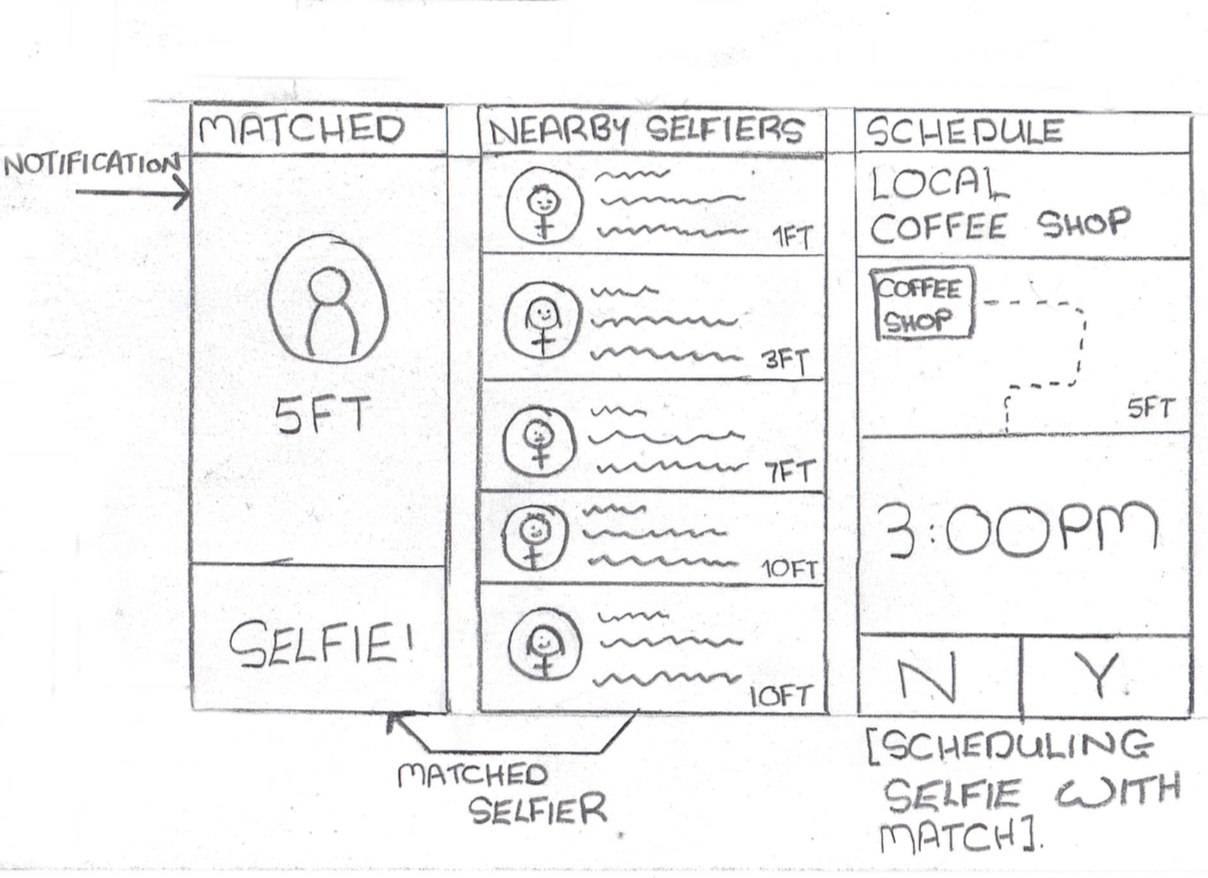 NOTIFICATION
MATCHED
5FT
SELFIE!
NEARBY SELFIERS
1FT
3FT
7FT
10FT
10FT
MATCHED
SELFIER
SCHEDULE
LOCAL
COFFEE SHOP
COFFEE
SHOP
5FT
3:00PM
N
Y
[SCHEDULING
SELFIE WITH
MATCH].